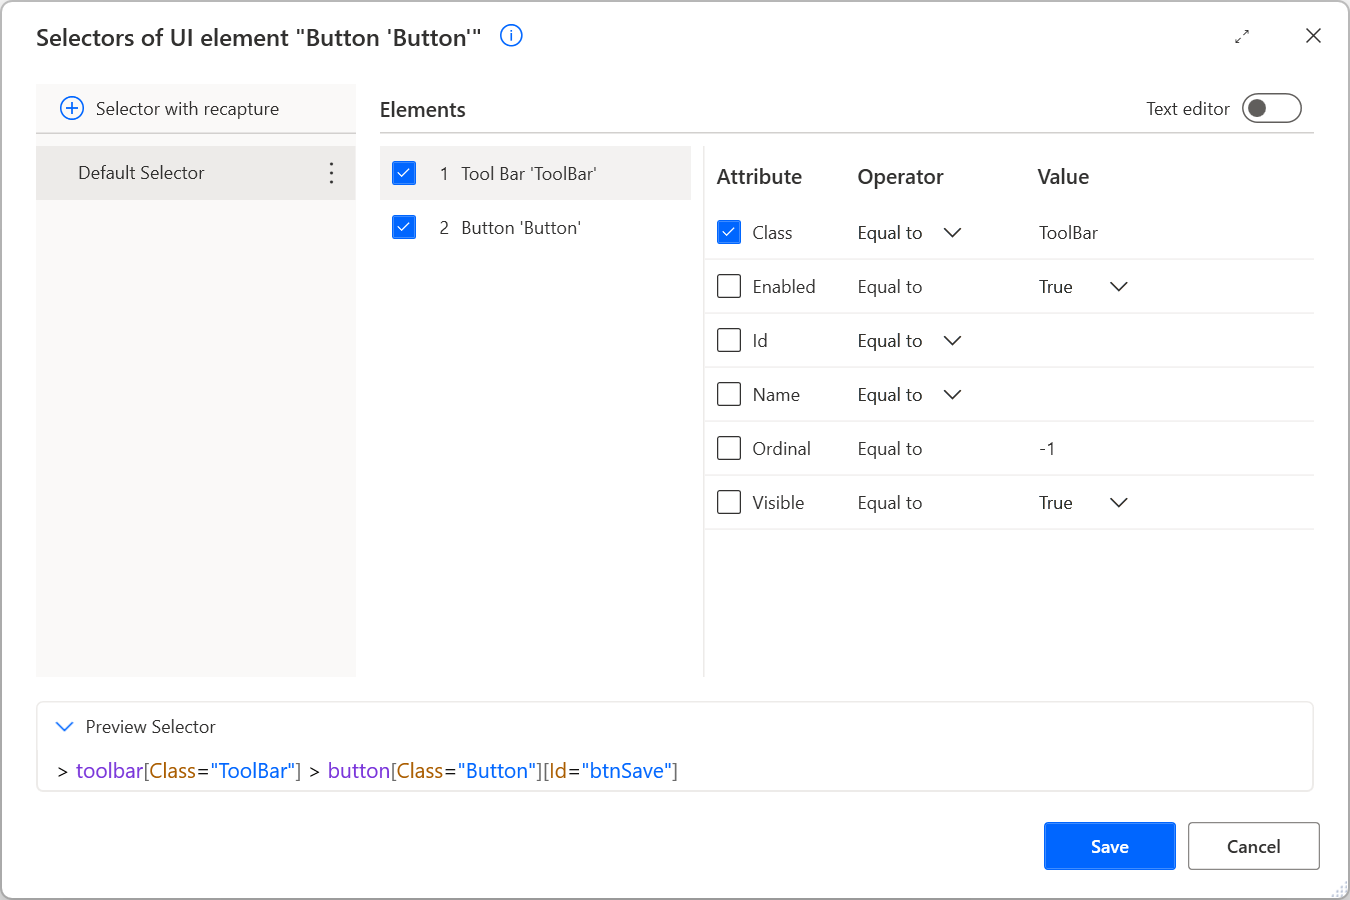 Selectors of UI element "Button 'Button'"
Selector with recapture
Default Selector
Elements
Text editor
1 Tool Bar 'ToolBar'
2 Button 'Button'
Attribute Operator Value
Class Equal to ToolBar
Enabled Equal to True
Id Equal to
Name Equal to
Ordinal Equal to -1
Visible Equal to True
Preview Selector
> toolbar[Class="ToolBar"] > button[Class="Button"][Id="btnSave"]
Save Cancel